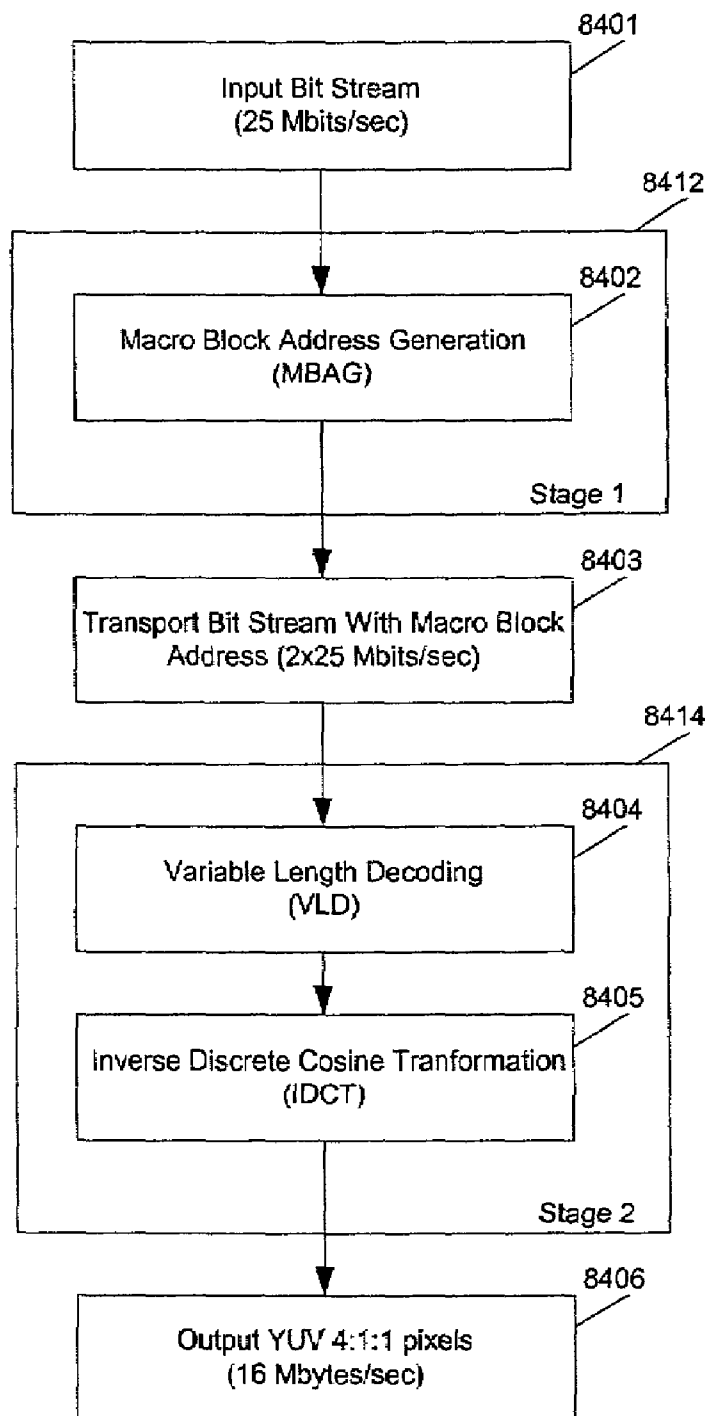 8401
Input Bit Stream
(25 Mbits/sec)
8412
8402
Macro Block Address Generation
(MBAG)
Stage 1
8403
Transport Bit Stream With Macro Block
Address (2x25 Mbits/sec)
8414
8404
Variable Length Decoding
(VLD)
8405
Inverse Discrete Cosine Tranformation
(IDCT)
Stage 2
8406
Output YUV 4:1:1 pixels
(16 Mbytes/sec)